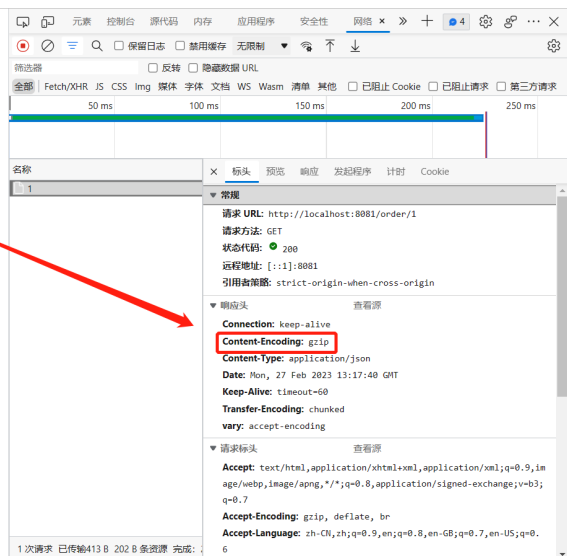 元素 控制台 源代码 内存 应用程序 安全性 网络 × 4
保留日志 禁用缓存 无限制
筛选器 反转 隐藏数据 URL
全部 Fetch/XHR JS CSS Img 媒体 字体 文档 WS Wasm 清单 其他 已阻止 Cookie 已阻止请求 第三方请求
50 ms 100 ms 150 ms 200 ms 250 ms
名称
1
× 标头 预览 响应 发起程序 计时 Cookie
常规
请求 URL: http://localhost:8081/order/1
请求方法: GET
状态代码: 200
远程地址: [::1]:8081
引用者策略: strict-origin-when-cross-origin
响应头 查看源
Connection: keep-alive
Content-Encoding: gzip
Content-Type: application/json
Date: Mon, 27 Feb 2023 13:17:40 GMT
Keep-Alive: timeout=60
Transfer-Encoding: chunked
vary: accept-encoding
请求标头 查看源
Accept: text/html,application/xhtml+xml,application/xml;q=0.9,im
age/webp,image/apng,*/*;q=0.8,application/signed-exchange;v=b3;
q=0.7
Accept-Encoding: gzip, deflate, br
Accept-Language: zh-CN,zh;q=0.9,en;q=0.8,en-GB;q=0.7,en-US;q=0.
6
1 次请求 已传输413 B 202 B 条资源 完成: